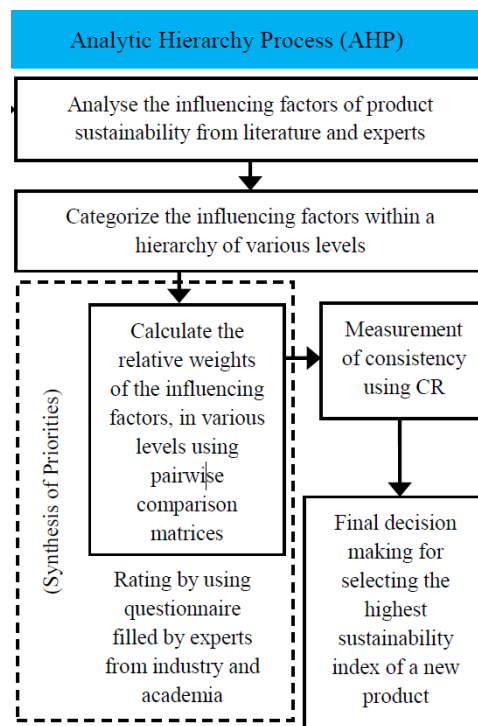 Analytic Hierarchy Process (AHP)
Analyse the influencing factors of product
sustainability from literature and experts
Categorize the influencing factors within a
hierarchy of various levels
(Synthesis of Priorities)
Calculate the
relative weights
of the influencing
factors, in various
levels using
pairwise
comparison
matrices
Rating by using
questionnaire
filled by experts
from industry and
academia
Measurement
of consistency
using CR
Final decision
making for
selecting the
highest
sustainability
index of a new
product